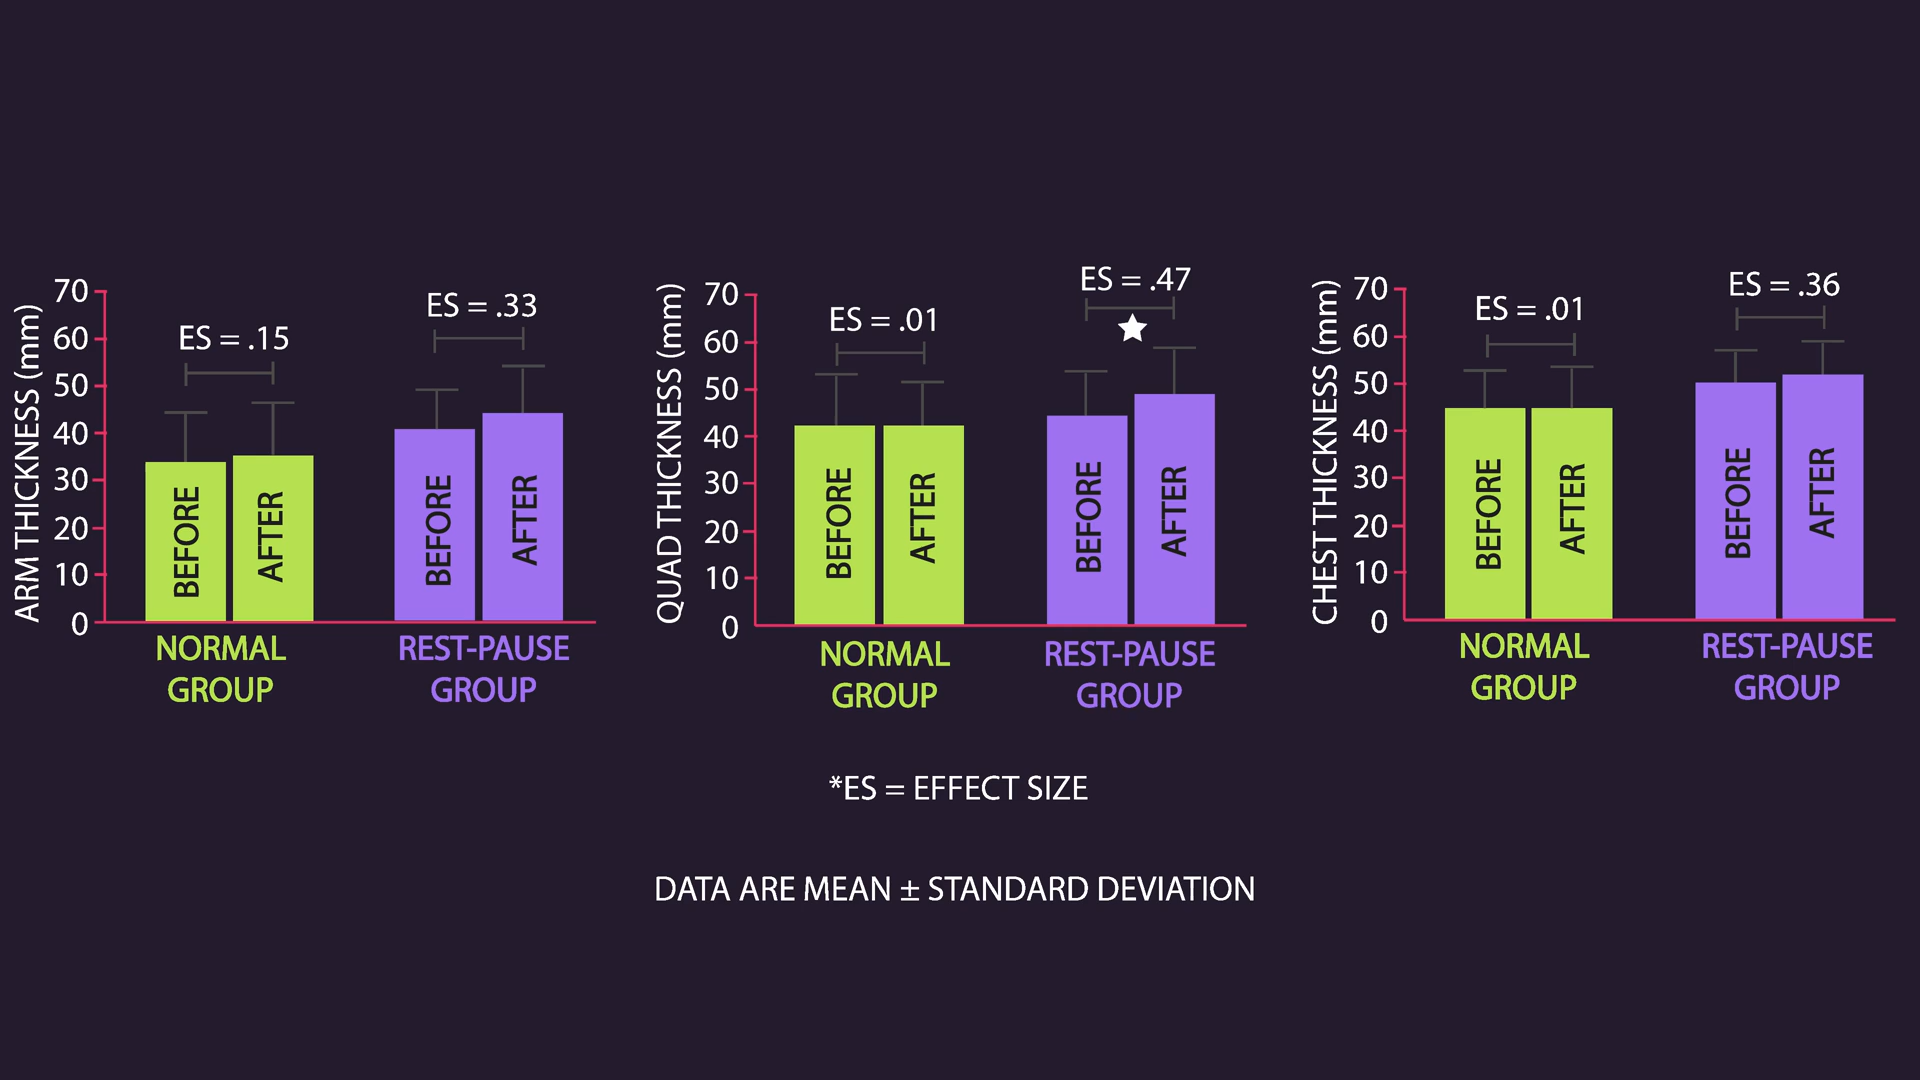 ARM THICKNESS (mm)
70
60
50
40
30
20
10
0
ES = .15
BEFORE
AFTER
NORMAL
GROUP
ES = .33
BEFORE
AFTER
REST-PAUSE
GROUP
QUAD THICKNESS (mm)
70
60
50
40
30
20
10
0
ES = .01
BEFORE
AFTER
NORMAL
GROUP
ES = .47
BEFORE
AFTER
REST-PAUSE
GROUP
CHEST THICKNESS (mm)
70
60
50
40
30
20
10
0
ES = .01
BEFORE
AFTER
NORMAL
GROUP
ES = .36
BEFORE
AFTER
REST-PAUSE
GROUP
*ES = EFFECT SIZE
DATA ARE MEAN ± STANDARD DEVIATION